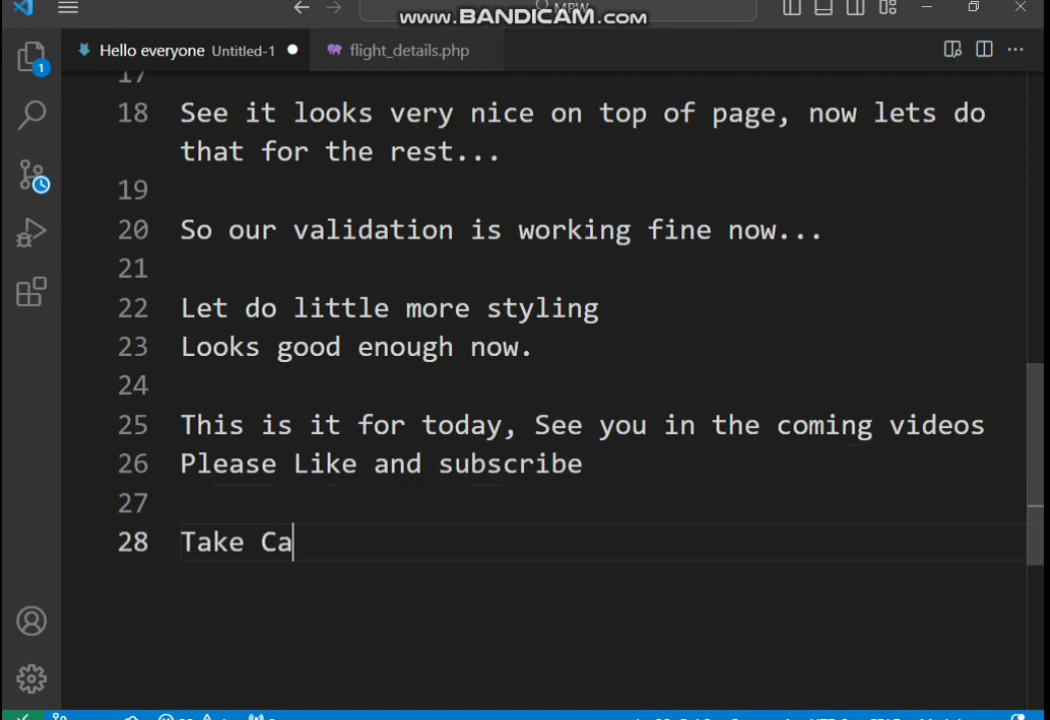 www.BANDICAM.com
MPW
Hello everyone Untitled-1
flight_details.php
1
17
18 See it looks very nice on top of page, now lets do
that for the rest...
19
20 So our validation is working fine now...
21
22 Let do little more styling
23 Looks good enough now.
24
25 This is it for today, See you in the coming videos
26 Please Like and subscribe
27
28 Take Ca